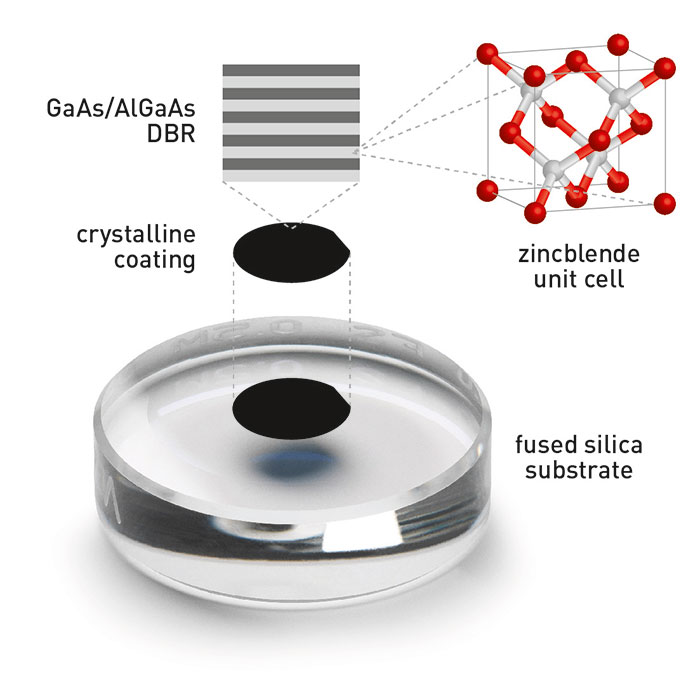 GaAs/AlGaAs
DBR
crystalline
coating
zincblende
unit cell
fused silica
substrate